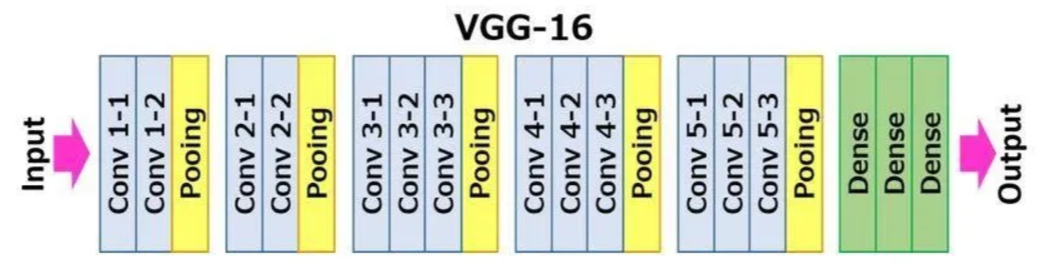 VGG-16
Input
Conv 1-1
Conv 1-2
Pooing
Conv 2-1
Conv 2-2
Pooing
Conv 3-1
Conv 3-2
Conv 3-3
Pooing
Conv 4-1
Conv 4-2
Conv 4-3
Pooing
Conv 5-1
Conv 5-2
Conv 5-3
Pooing
Dense
Dense
Dense
Output